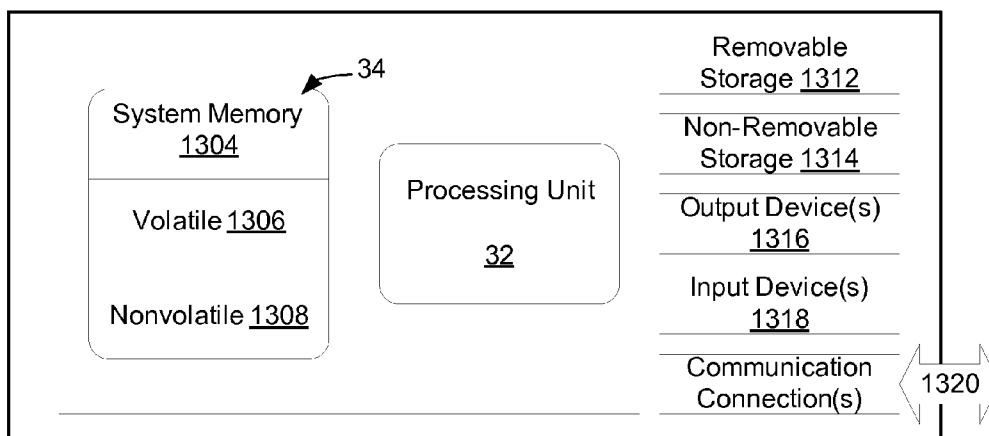 34
System Memory
1304
Volatile 1306
Nonvolatile 1308
Processing Unit
32
Removable
Storage 1312
Non-Removable
Storage 1314
Output Device(s)
1316
Input Device(s)
1318
Communication
Connection(s)
1320